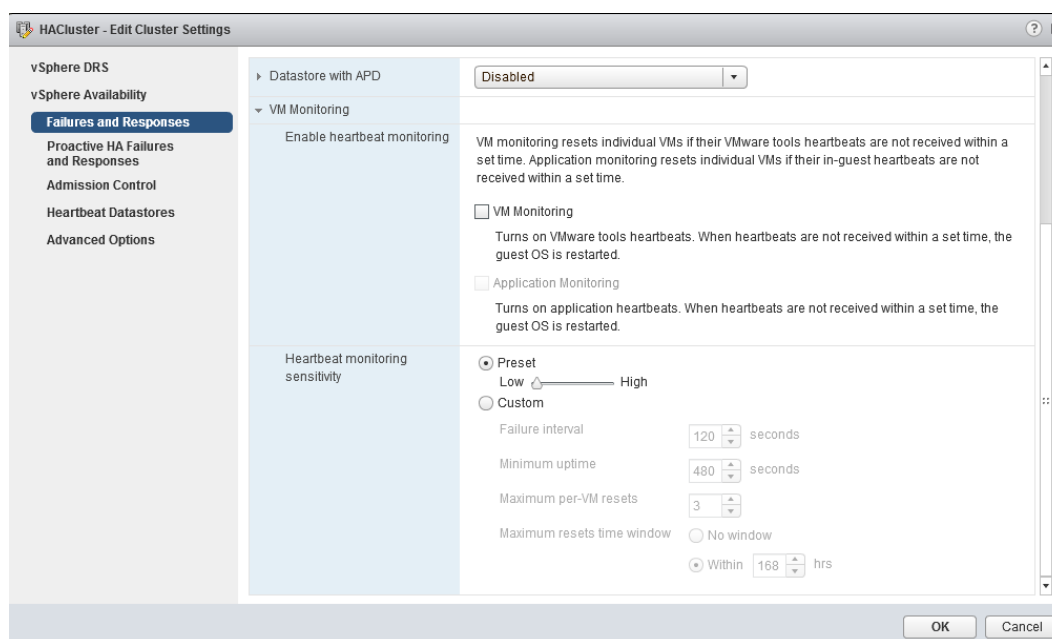 HACluster - Edit Cluster Settings
?
vSphere DRS
vSphere Availability
Failures and Responses
Proactive HA Failures
and Responses
Admission Control
Heartbeat Datastores
Advanced Options
Datastore with APD
Disabled
VM Monitoring
Enable heartbeat monitoring
VM monitoring resets individual VMs if their VMware tools heartbeats are not received within a
set time. Application monitoring resets individual VMs if their in-guest heartbeats are not
received within a set time.
VM Monitoring
Turns on VMware tools heartbeats. When heartbeats are not received within a set time, the
guest OS is restarted.
Application Monitoring
Turns on application heartbeats. When heartbeats are not received within a set time, the
guest OS is restarted.
Heartbeat monitoring
sensitivity
Preset
Low High
Custom
Failure interval 120 seconds
Minimum uptime 480 seconds
Maximum per-VM resets 3
Maximum resets time window No window
Within 168 hrs
OK Cancel